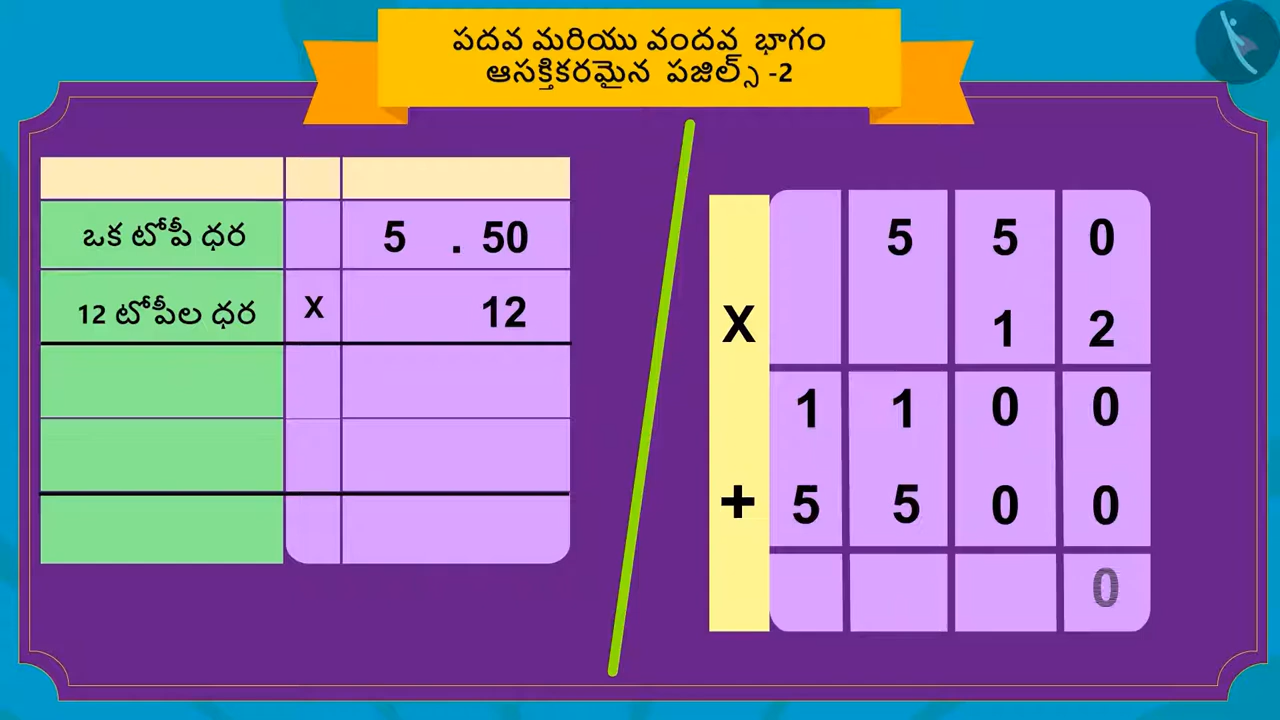 పదవ మరియు వందవ భాగం
ఆసక్తికరమైన పజిల్స్ -2
ఒక టోపీ ధర 5 . 50
12 టోపీల ధర X 12
5 5 0
X 1 2
1 1 0 0
+ 5 5 0 0
0